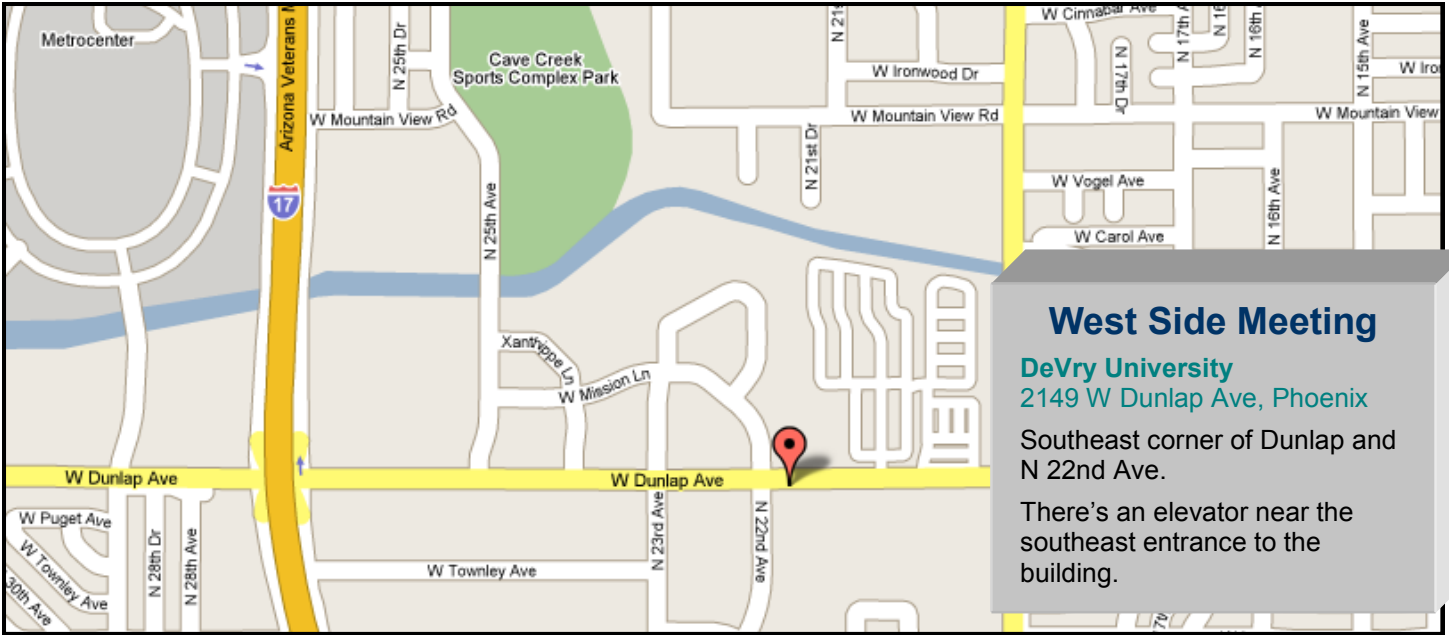 Metrocenter
Arizona Veterans
N 25th Dr
Cave Creek
Sports Complex Park
W Mountain View Rd
17
N 25th Ave
W Ironwood Dr
W Mountain View Rd
N 21st Dr
W Cinnabar Ave
N 17th Dr
N 17th
N 16
N 16th
N 15th Ave
W Mountain View
W Vogel Ave
N 16th Ave
W Carol Ave
Xanthippe Ln
W Mission Ln
W Dunlap Ave
W Dunlap Ave
W Puget Ave
W Townley Ave
30th Ave
N 28th Dr
N 28th Ave
W Townley Ave
N 23rd Ave
N 22nd Ave
West Side Meeting
DeVry University
2149 W Dunlap Ave, Phoenix
Southeast corner of Dunlap and
N 22nd Ave.
There’s an elevator near the
southeast entrance to the
building.